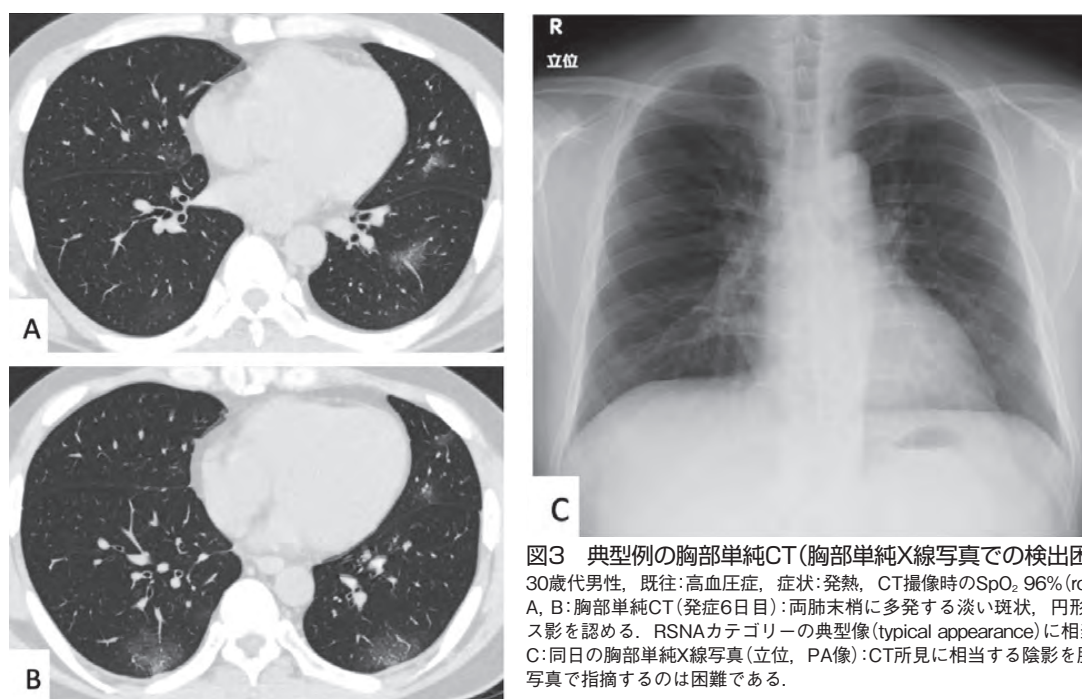 A
B
R
立位
C
図3 典型例の胸部単純CT(胸部単純X線写真での検出困
30歳代男性，既往：高血圧症，症状：発熱，CT撮像時のSpO₂ 96%(ro
A, B：胸部単純CT(発症6日目)：両肺末梢に多発する淡い斑状，円形
ス影を認める．RSNAカテゴリーの典型像(typical appearance)に相
C：同日の胸部単純X線写真(立位，PA像)：CT所見に相当する陰影を
写真で指摘するのは困難である．